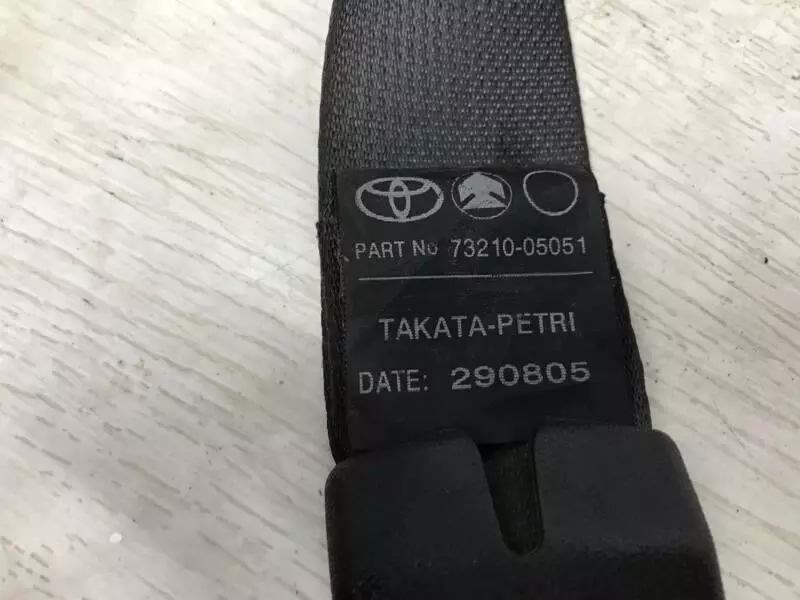 PART No 73210-05051
TAKATA-PETRI
DATE: 290805